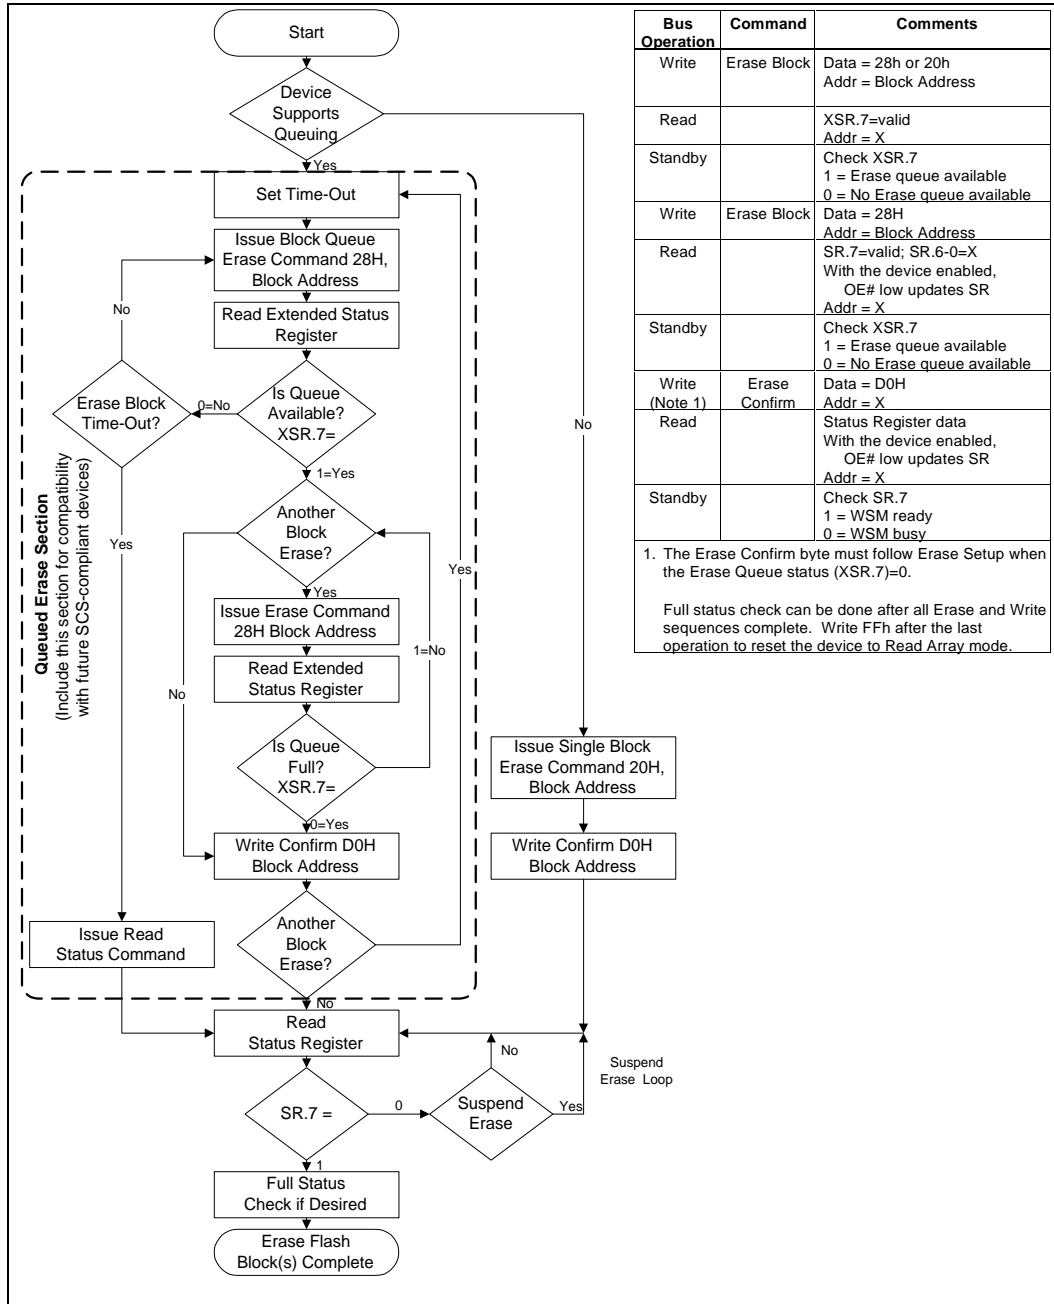 Start
Device
Supports
Queuing
Yes
Set Time-Out
Issue Block Queue
Erase Command 28H,
Block Address
No
Read Extended Status
Register
Erase Block
Time-Out?
0=No
Is Queue
Available?
XSR.7=
No
1=Yes
Another
Block
Erase?
Yes
Yes
Yes
Issue Erase Command
28H Block Address
1=No
Read Extended
Status Register
No
Is Queue
Full?
XSR.7=
0=Yes
Write Confirm D0H
Block Address
Another
Block
Erase?
Issue Read
Status Command
Queued Erase Section
(Include this section for compatibility
with future SCS-compliant devices)
Issue Single Block
Erase Command 20H,
Block Address
Write Confirm D0H
Block Address
No
Read
Status Register
No
Suspend
Erase Loop
SR.7 =
0
Suspend
Erase
Yes
1
Full Status
Check if Desired
Erase Flash
Block(s) Complete
Bus
Operation
Command
Comments
Write
Erase Block
Data = 28h or 20h
Addr = Block Address
Read
XSR.7=valid
Addr = X
Standby
Check XSR.7
1 = Erase queue available
0 = No Erase queue available
Write
Erase Block
Data = 28H
Addr = Block Address
Read
SR.7=valid; SR.6-0=X
With the device enabled,
OE# low updates SR
Addr = X
Standby
Check XSR.7
1 = Erase queue available
0 = No Erase queue available
Write
(Note 1)
Erase
Confirm
Data = D0H
Addr = X
Read
Status Register data
With the device enabled,
OE# low updates SR
Addr = X
Standby
Check SR.7
1 = WSM ready
0 = WSM busy
1. The Erase Confirm byte must follow Erase Setup when
the Erase Queue status (XSR.7)=0.
Full status check can be done after all Erase and Write
sequences complete. Write FFh after the last
operation to reset the device to Read Array mode.